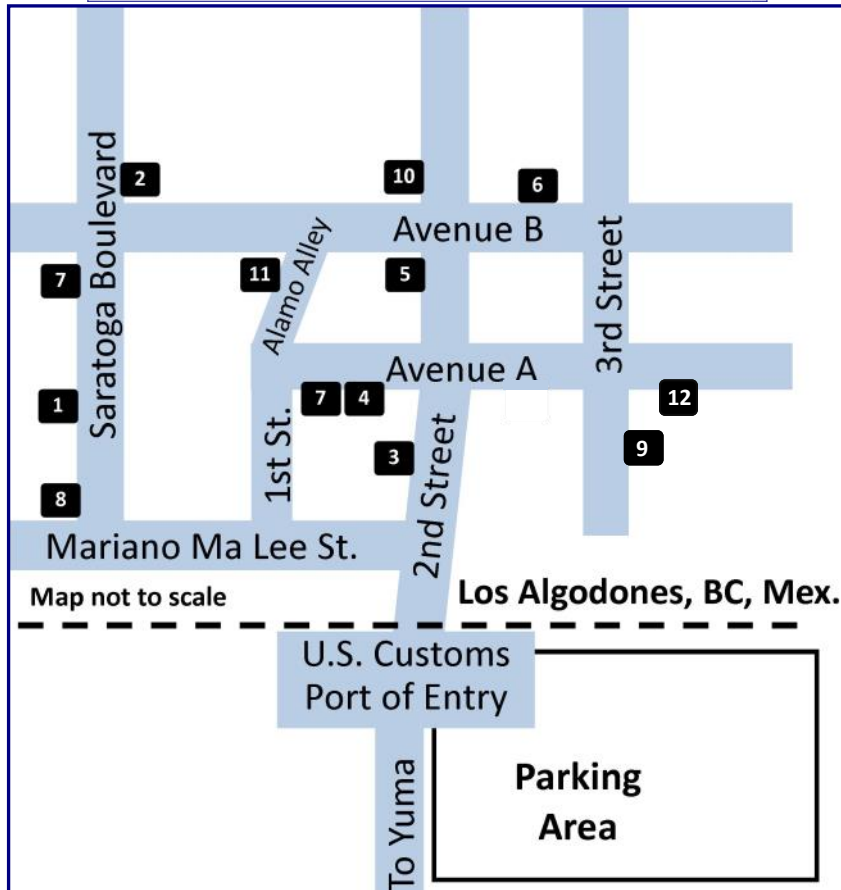 2
10
6
Saratoga Boulevard
Avenue B
3rd Street
7
11
Alamo Alley
5
Avenue A
1
7
4
12
1st St.
3
2nd Street
9
8
Mariano Ma Lee St.
Map not to scale
Los Algodones, BC, Mex.
U.S. Customs
Port of Entry
To Yuma
Parking
Area